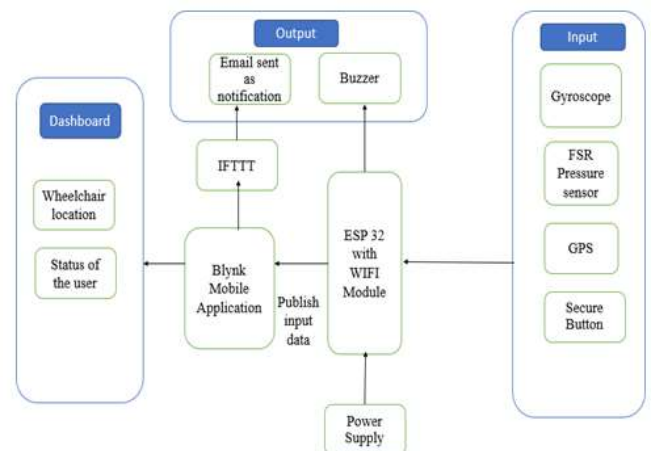 Output
Email sent
as
notification
Buzzer
Input
Gyroscope
FSR
Pressure
sensor
GPS
Secure
Button
Dashboard
Wheelchair
location
Status of
the user
IFTTT
Blynk
Mobile
Application
Publish
input
data
ESP 32
with
WIFI
Module
Power
Supply